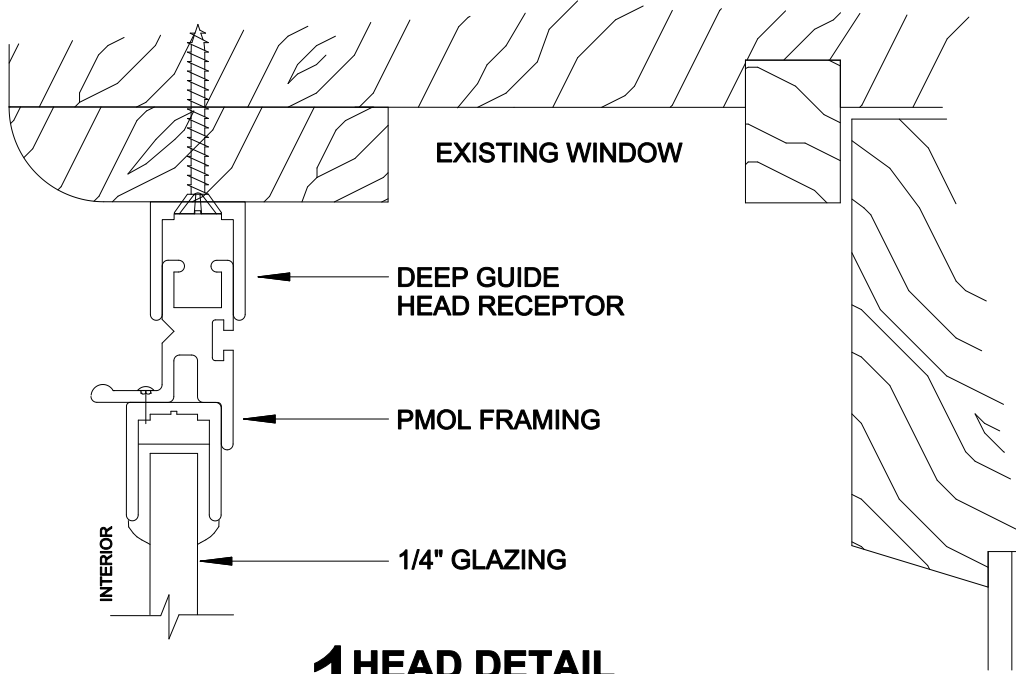 EXISTING WINDOW
DEEP GUIDE
HEAD RECEPTOR
PMOL FRAMING
INTERIOR
1/4" GLAZING
1 HEAD DETAIL